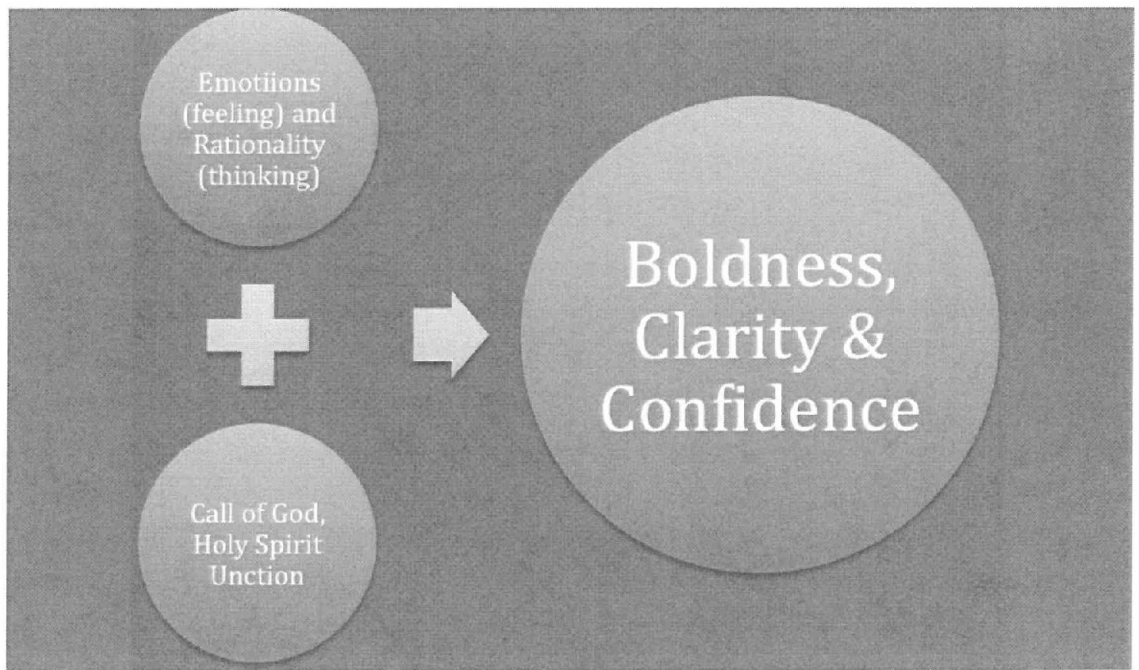 Emotiions
(feeling) and
Rationality
(thinking)
Call of God,
Holy Spirit
Unction
Boldness,
Clarity &
Confidence